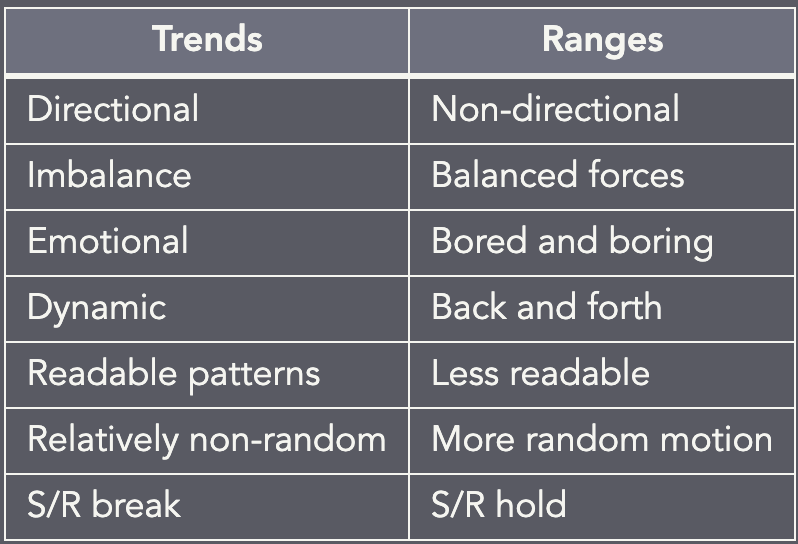 Trends Ranges
Directional Non-directional
Imbalance Balanced forces
Emotional Bored and boring
Dynamic Back and forth
Readable patterns Less readable
Relatively non-random More random motion
S/R break S/R hold